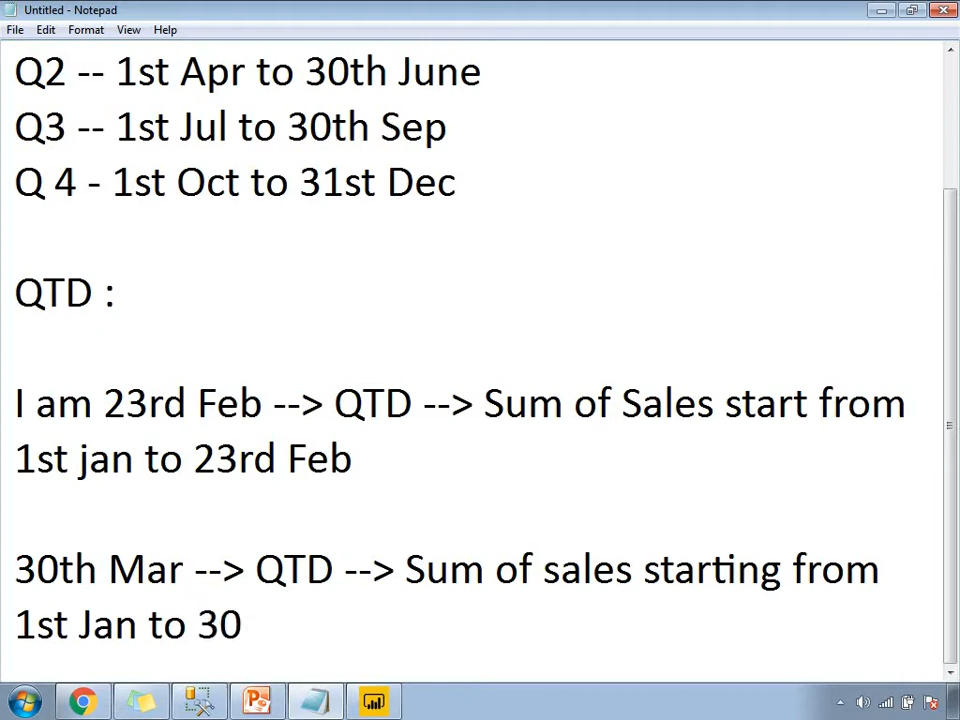 Untitled - Notepad
File Edit Format View Help
Q2 -- 1st Apr to 30th June
Q3 -- 1st Jul to 30th Sep
Q 4 - 1st Oct to 31st Dec
QTD :
I am 23rd Feb --> QTD --> Sum of Sales start from
1st jan to 23rd Feb
30th Mar --> QTD --> Sum of sales starting from
1st Jan to 30